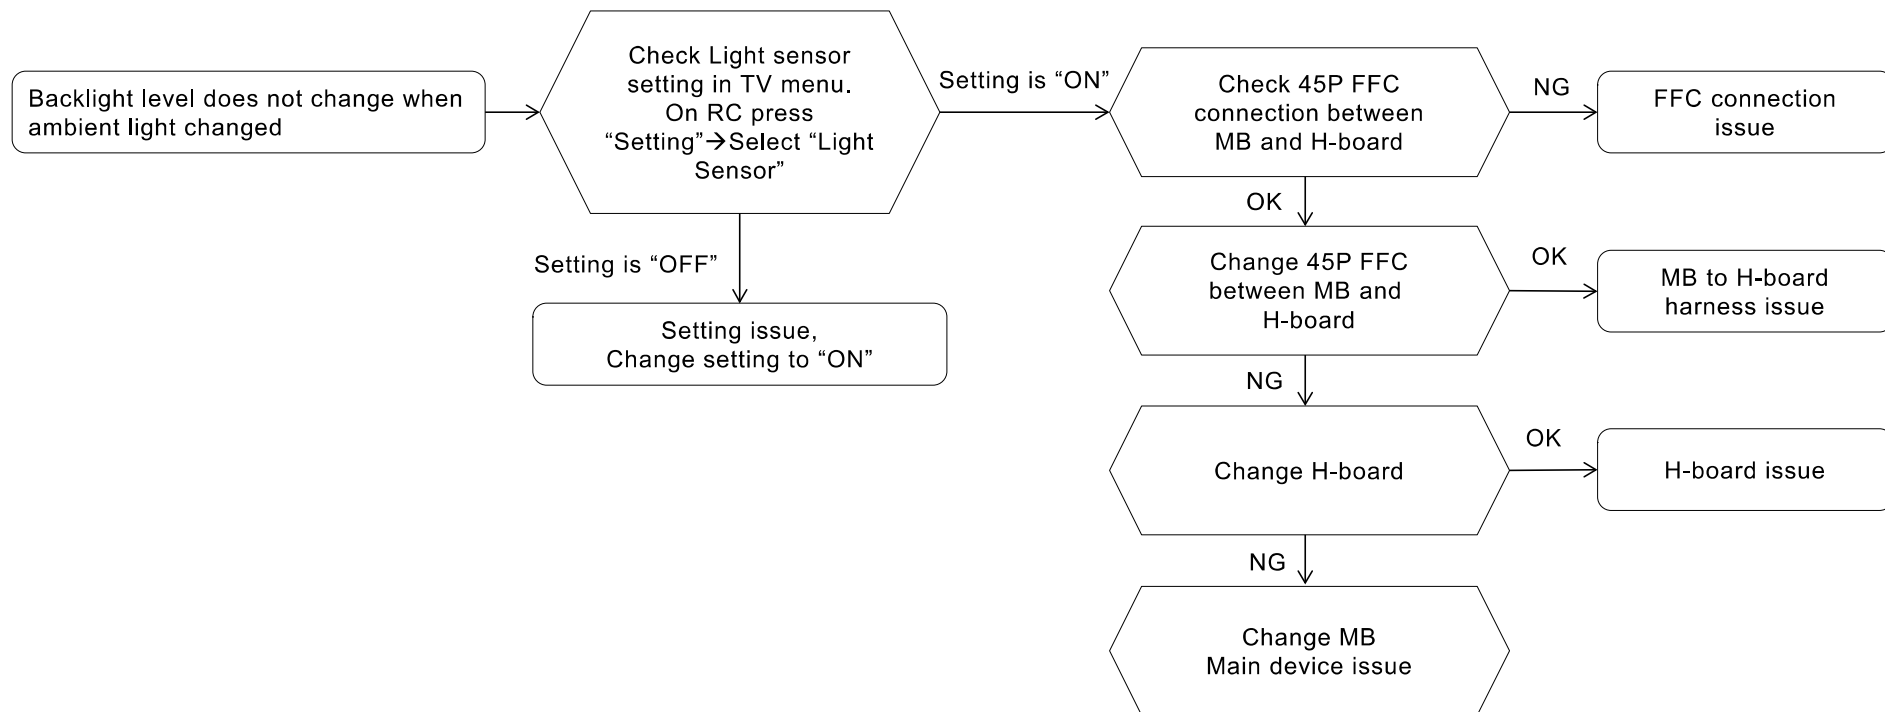 Backlight level does not change when
ambient light changed
Check Light sensor
setting in TV menu.
On RC press
“Setting”→Select “Light
Sensor”
Setting is “ON”
Check 45P FFC
connection between
MB and H-board
NG
FFC connection
issue
OK
Setting is “OFF”
Setting issue,
Change setting to “ON”
Change 45P FFC
between MB and
H-board
OK
MB to H-board
harness issue
NG
Change H-board
OK
H-board issue
NG
Change MB
Main device issue